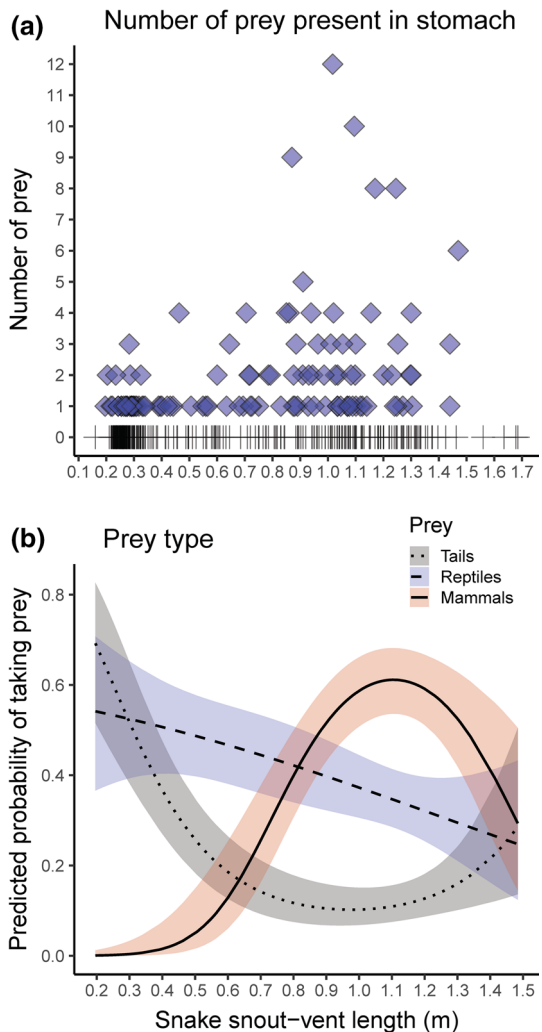 (a) Number of prey present in stomach
Number of prey
12
11
10
9
8
7
6
5
4
3
2
1
0
0.1 0.2 0.3 0.4 0.5 0.6 0.7 0.8 0.9 1.0 1.1 1.2 1.3 1.4 1.5 1.6 1.7
(b) Prey type
Prey
Tails
Reptiles
Mammals
Predicted probability of taking prey
0.8
0.6
0.4
0.2
0.0
0.2 0.3 0.4 0.5 0.6 0.7 0.8 0.9 1.0 1.1 1.2 1.3 1.4 1.5
Snake snout−vent length (m)